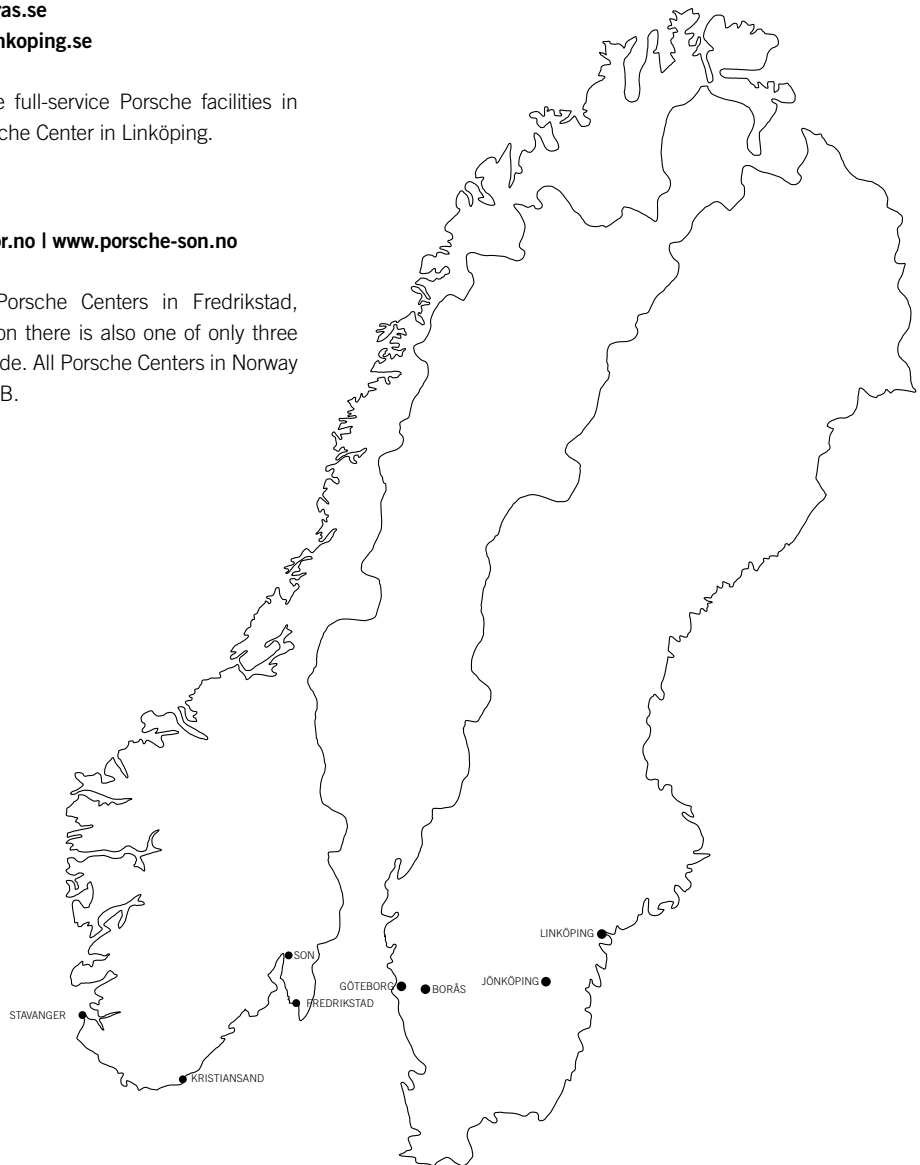 ras.se
nkoping.se
e full-service Porsche facilities in
sche Center in Linköping.
or.no | www.porsche-son.no
Porsche Centers in Fredrikstad,
on there is also one of only three
de. All Porsche Centers in Norway
B.
LINKÖPING
SON
JÖNKÖPING
GÖTEBORG
BORÅS
FREDRIKSTAD
STAVANGER
KRISTIANSAND